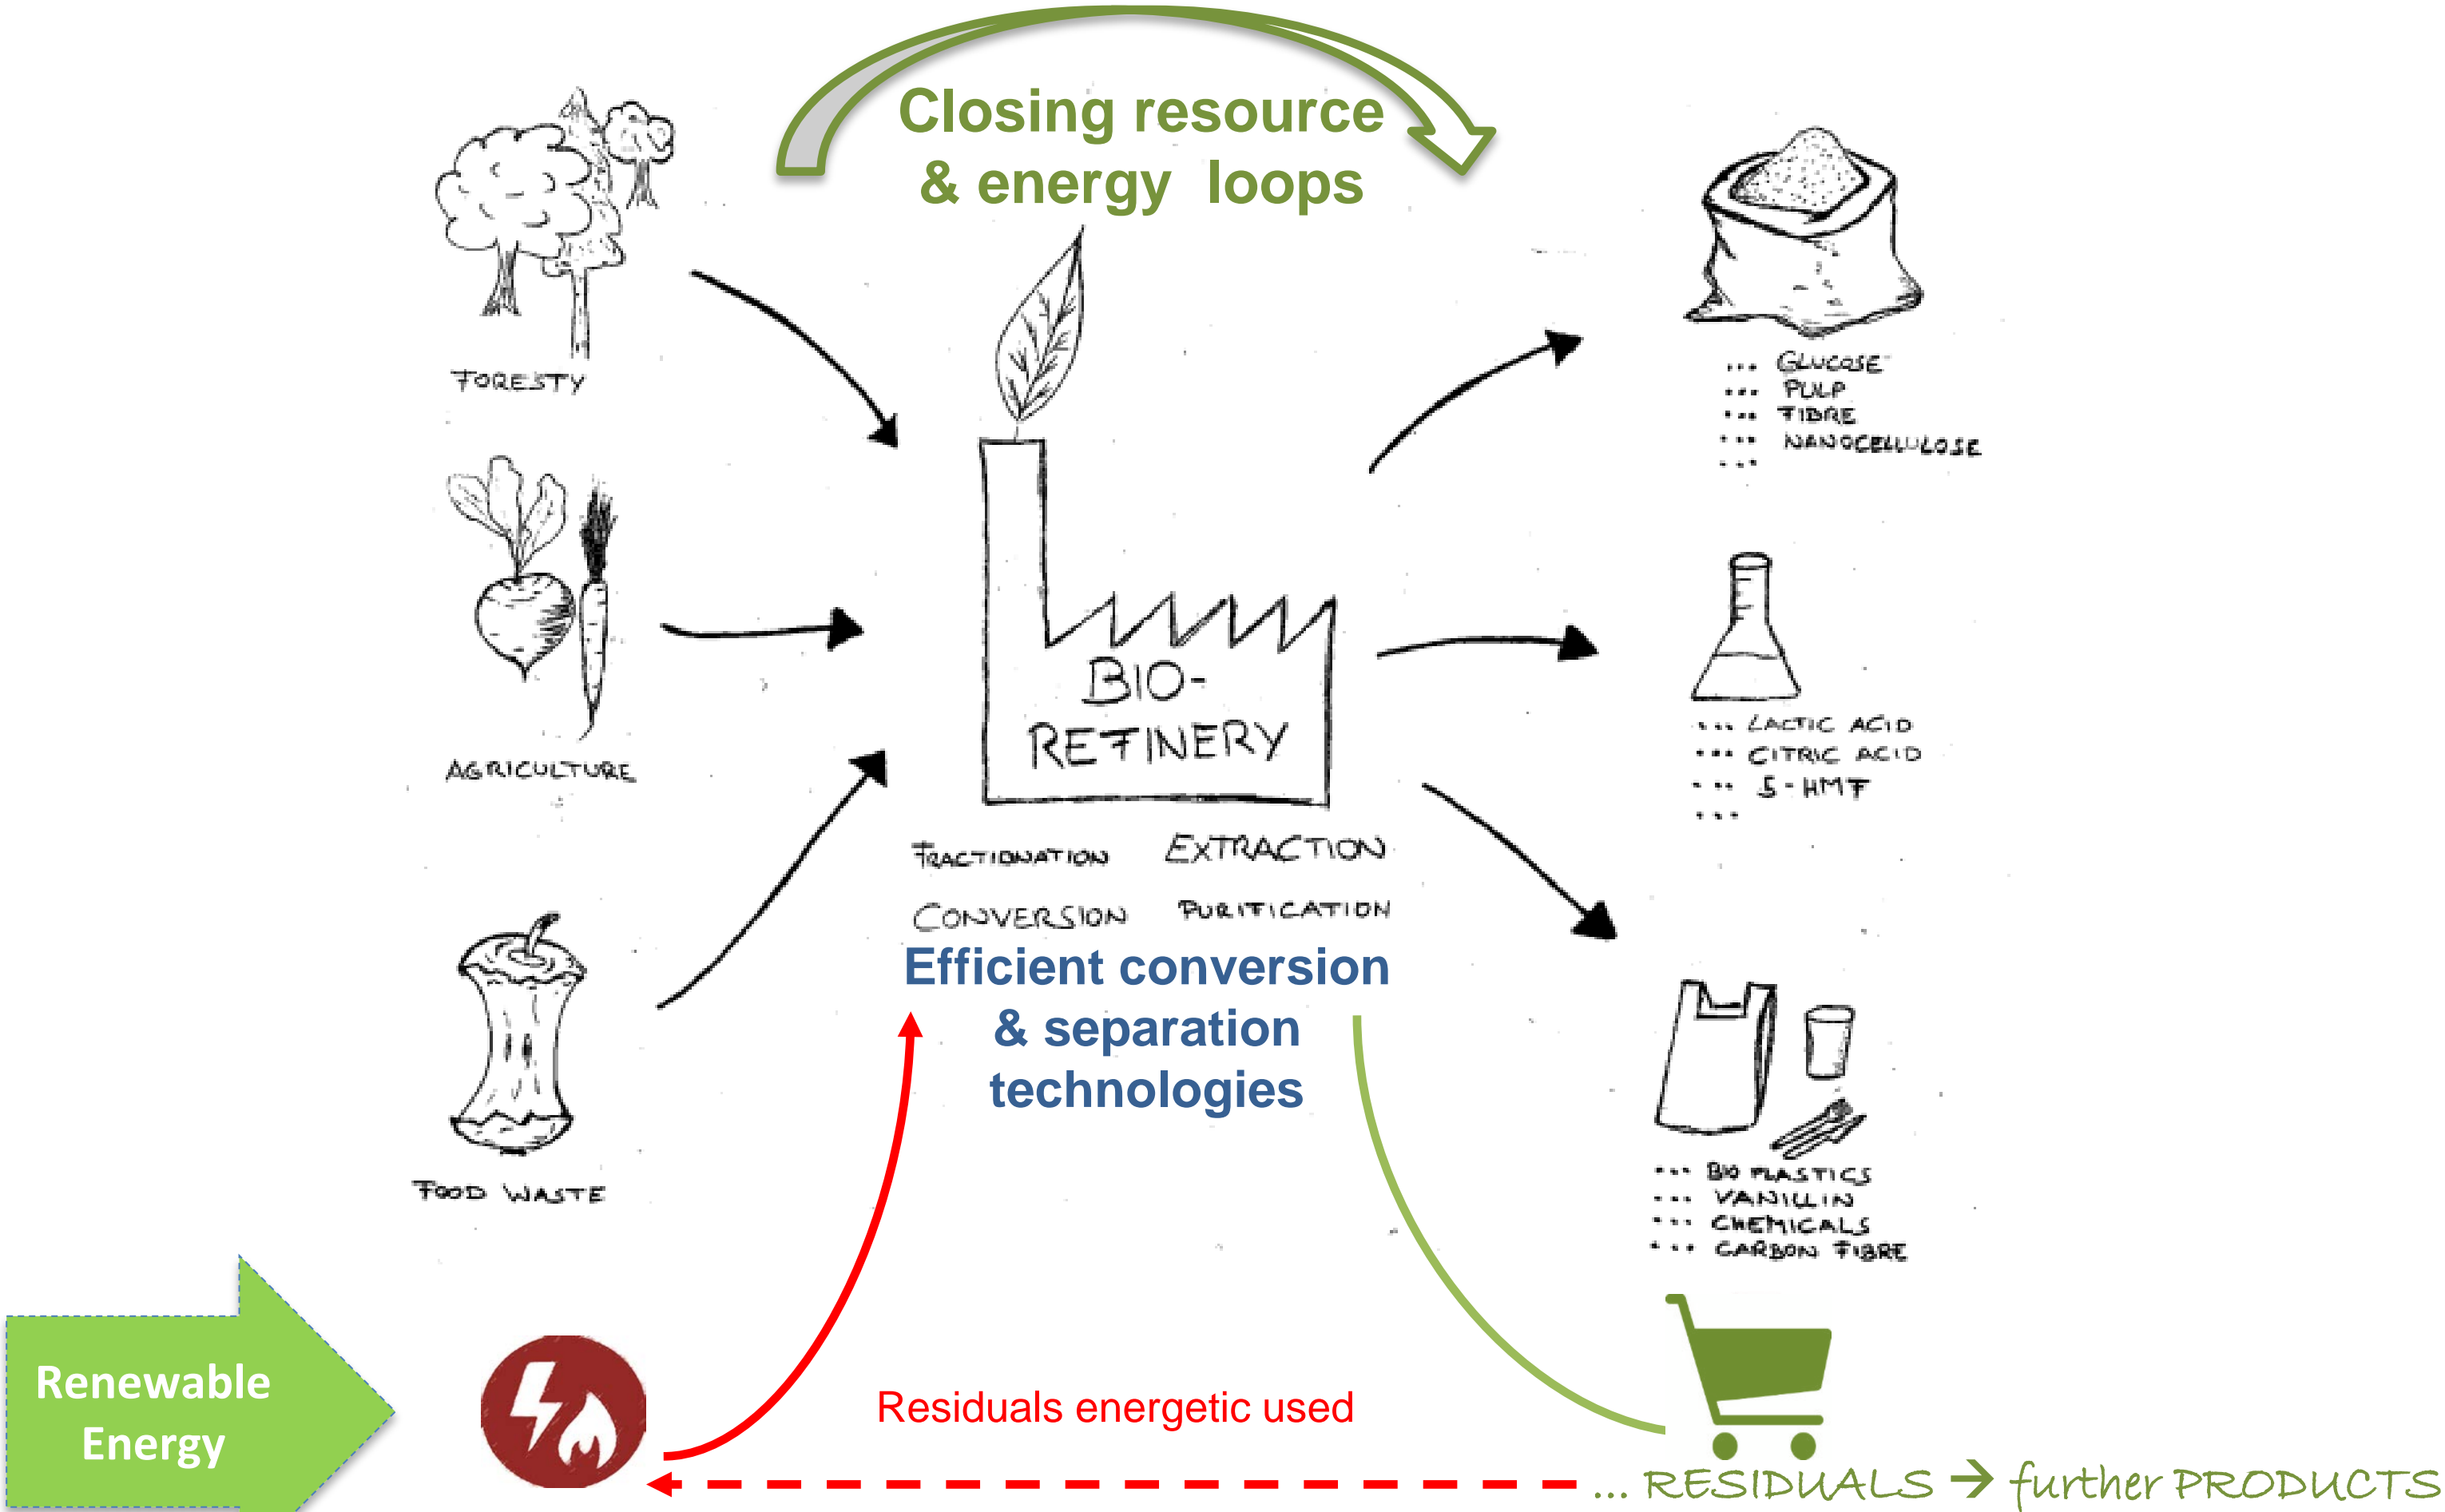 Closing resource
& energy loops
FORESTY
AGRICULTURE
FOOD WASTE
BIO-
REFINERY
FRACTIONATION EXTRACTION
CONVERSION PURIFICATION
Efficient conversion
& separation
technologies
... GLUCOSE
... PULP
... FIBRE
... NANOCELLULOSE
...
... LACTIC ACID
... CITRIC ACID
... 5-HMF
...
... BIO PLASTICS
... VANILLIN
... CHEMICALS
... CARBON FIBRE
Renewable
Energy
Residuals energetic used
... RESIDUALS → further PRODUCTS